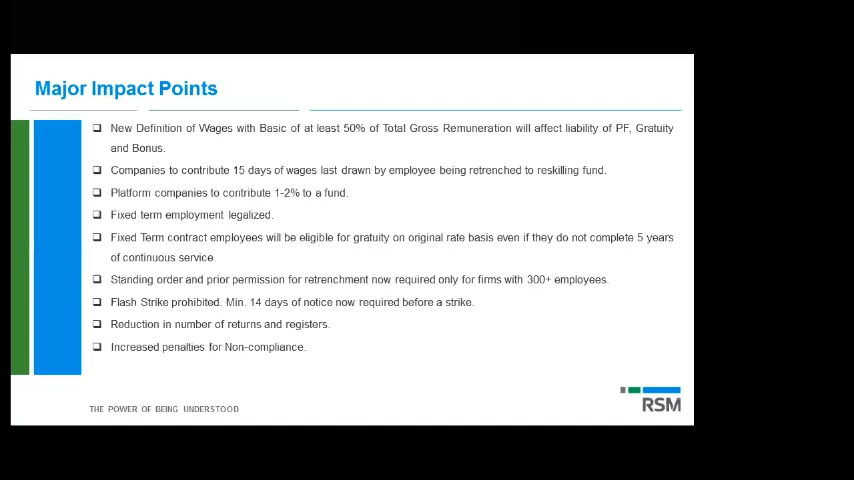 Major Impact Points
❑ New Definition of Wages with Basic of at least 50% of Total Gross Remuneration will affect liability of PF, Gratuity
and Bonus.
❑ Companies to contribute 15 days of wages last drawn by employee being retrenched to reskilling fund.
❑ Platform companies to contribute 1-2% to a fund.
❑ Fixed term employment legalized.
❑ Fixed Term contract employees will be eligible for gratuity on original rate basis even if they do not complete 5 years
of continuous service.
❑ Standing order and prior permission for retrenchment now required only for firms with 300+ employees.
❑ Flash Strike prohibited. Min. 14 days of notice now required before a strike.
❑ Reduction in number of returns and registers.
❑ Increased penalties for Non-compliance.
THE POWER OF BEING UNDERSTOOD
RSM